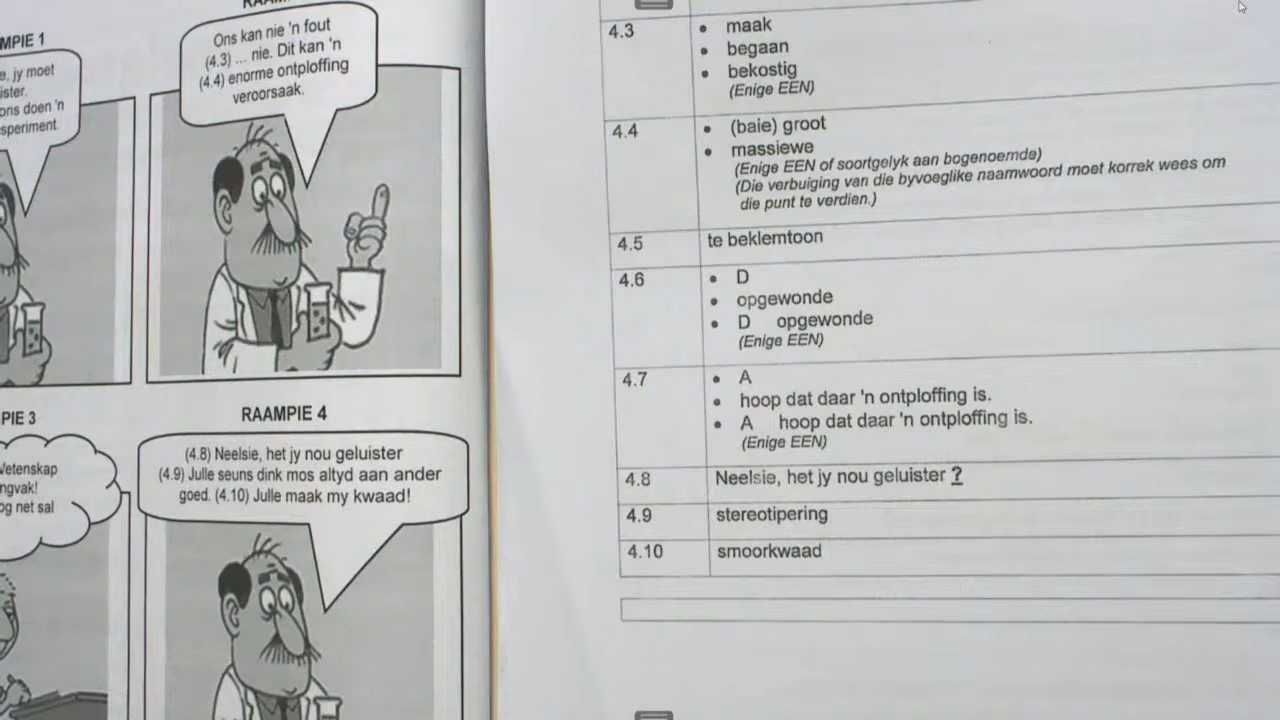 MPIE 1
e, jy moet
ister.
ons doen 'n
speriment.
Ons kan nie 'n fout
(4.3) ... nie. Dit kan 'n
(4.4) enorme ontploffing
veroorsaak.
PIE 3
Wetenskap
ngvak!
og net sal
RAAMPIE 4
(4.8) Neelsie, het jy nou geluister
(4.9) Julle seuns dink mos altyd aan ander
goed. (4.10) Julle maak my kwaad!
4.3
• maak
• begaan
• bekostig
(Enige EEN)
4.4
• (baie) groot
• massiewe
(Enige EEN of soortgelyk aan bogenoemde)
(Die verbuiging van die byvoeglike naamwoord moet korrek wees om
die punt te verdien.)
4.5 te beklemtoon
4.6
• D
• opgewonde
• D opgewonde
(Enige EEN)
4.7
• A
• hoop dat daar 'n ontploffing is.
• A hoop dat daar 'n ontploffing is.
(Enige EEN)
4.8 Neelsie, het jy nou geluister ?
4.9 stereotipering
4.10 smoorkwaad